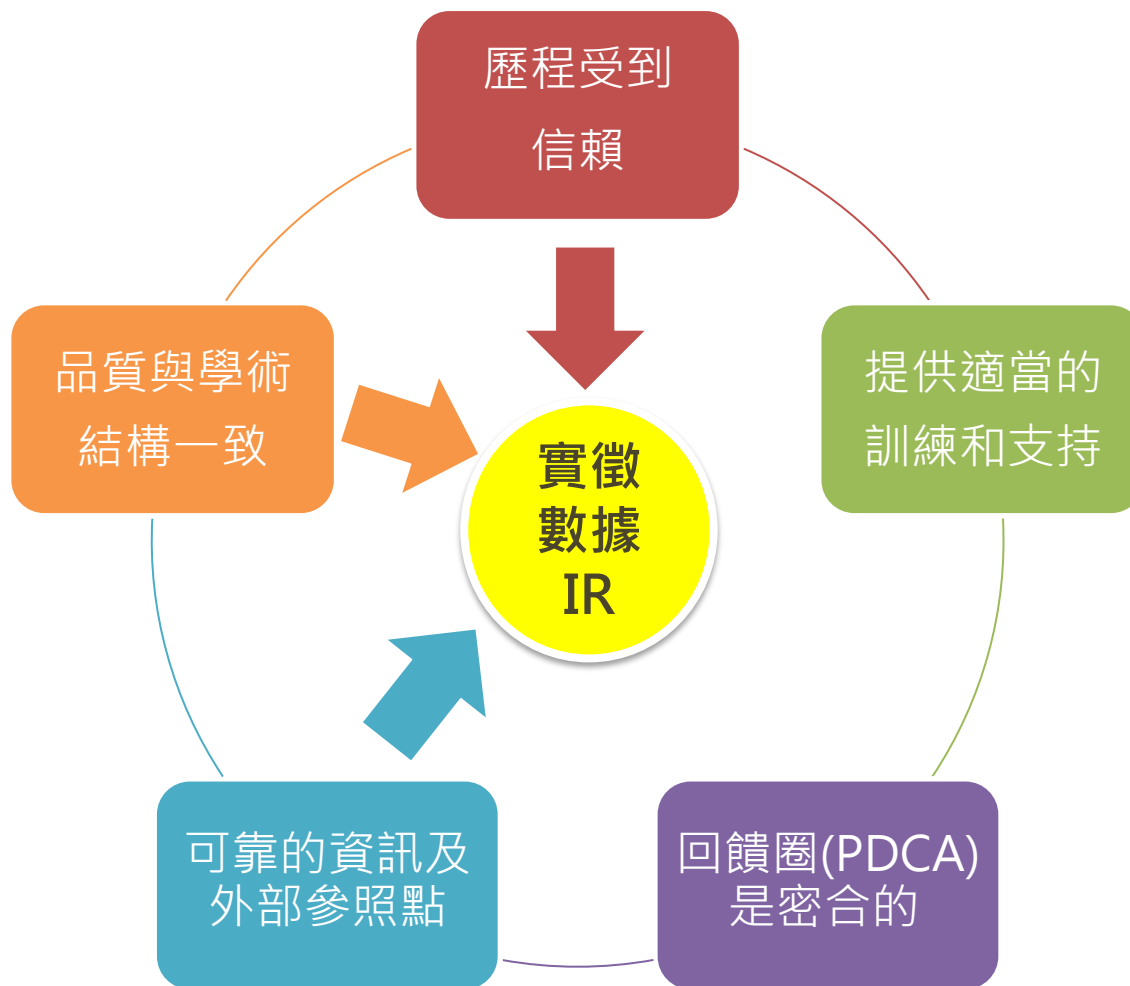 歷程受到
信賴
品質與學術
結構一致
提供適當的
訓練和支持
實徵
數據
IR
可靠的資訊及
外部參照點
回饋圈(PDCA)
是密合的